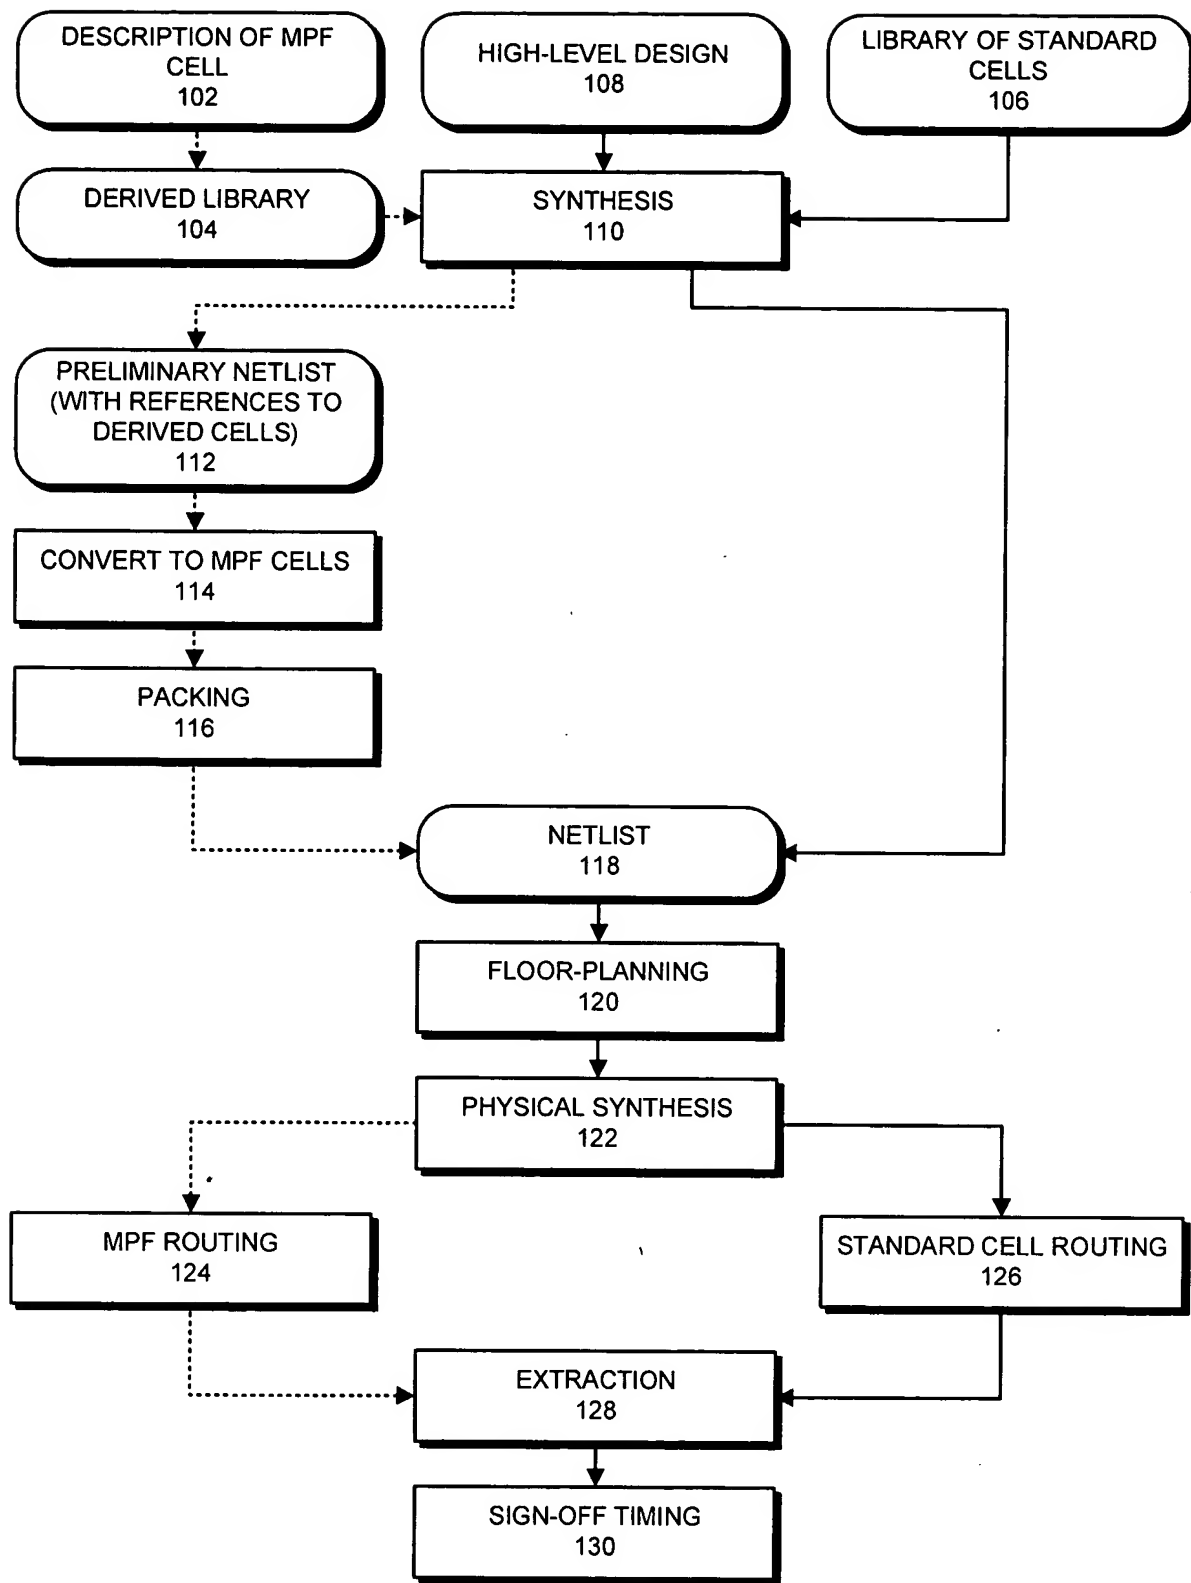 DESCRIPTION OF MPF
CELL
102
HIGH-LEVEL DESIGN
108
LIBRARY OF STANDARD
CELLS
106
DERIVED LIBRARY
104
SYNTHESIS
110
PRELIMINARY NETLIST
(WITH REFERENCES TO
DERIVED CELLS)
112
CONVERT TO MPF CELLS
114
PACKING
116
NETLIST
118
FLOOR-PLANNING
120
PHYSICAL SYNTHESIS
122
MPF ROUTING
124
STANDARD CELL ROUTING
126
EXTRACTION
128
SIGN-OFF TIMING
130